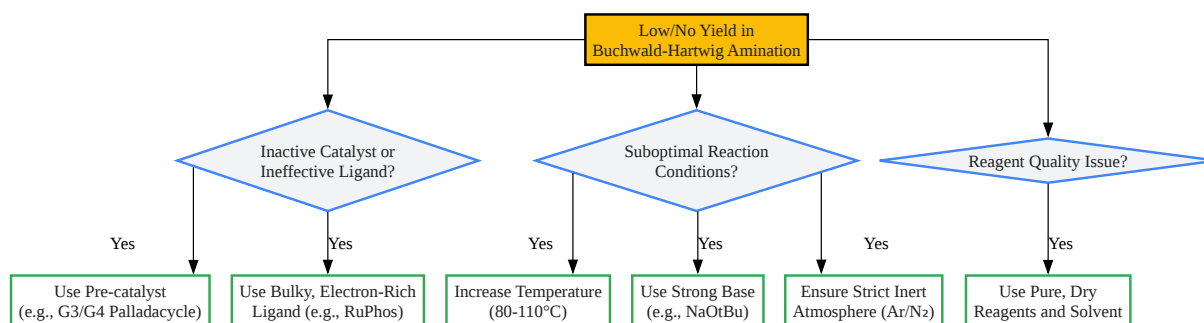 Low/No Yield in
Buchwald-Hartwig Amination
Inactive Catalyst or
Ineffective Ligand?
Suboptimal Reaction
Conditions?
Reagent Quality Issue?
Yes
Yes
Yes
Yes
Yes
Yes
Use Pre-catalyst
(e.g., G3/G4 Palladacycle)
Use Bulky, Electron-Rich
Ligand (e.g., RuPhos)
Increase Temperature
(80-110°C)
Use Strong Base
(e.g., NaOtBu)
Ensure Strict Inert
Atmosphere (Ar/N₂)
Use Pure, Dry
Reagents and Solvent